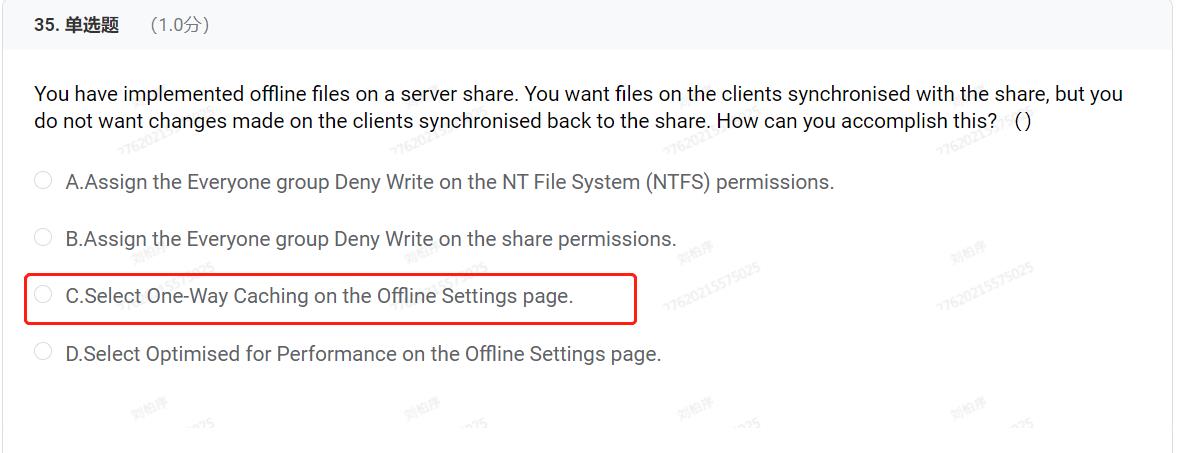 35. 单选题 （1.0分）
You have implemented offline files on a server share. You want files on the clients synchronised with the share, but you
do not want changes made on the clients synchronised back to the share. How can you accomplish this? ()
A.Assign the Everyone group Deny Write on the NT File System (NTFS) permissions.
B.Assign the Everyone group Deny Write on the share permissions.
C.Select One-Way Caching on the Offline Settings page.
D.Select Optimised for Performance on the Offline Settings page.